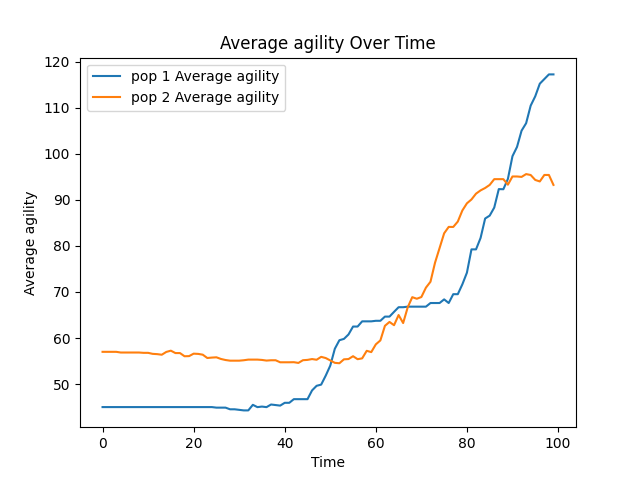 Average agility Over Time
pop 1 Average agility
pop 2 Average agility
Average agility
120
110
100
90
80
70
60
50
0 20 40 60 80 100
Time